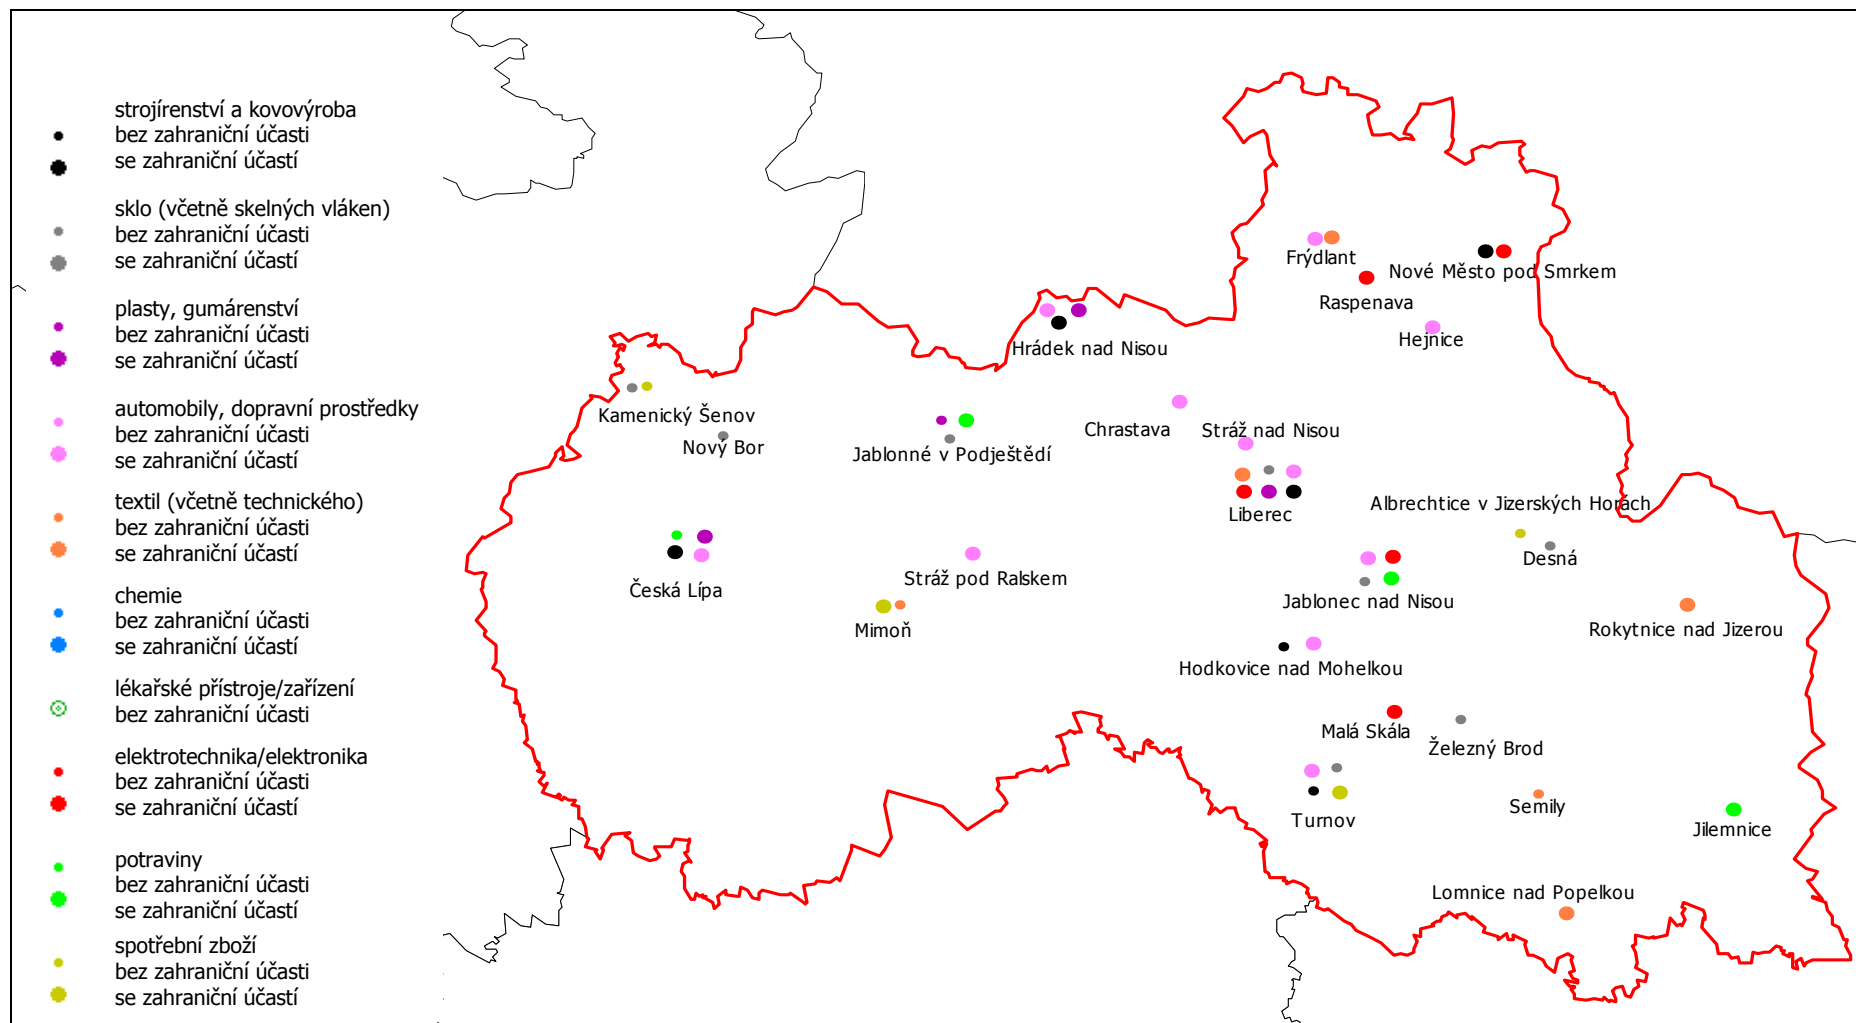 strojírenství a kovovýroba
bez zahraniční účasti
se zahraniční účastí
sklo (včetně skelných vláken)
bez zahraniční účasti
se zahraniční účastí
plasty, gumárenství
bez zahraniční účasti
se zahraniční účastí
automobily, dopravní prostředky
bez zahraniční účasti
se zahraniční účastí
textil (včetně technického)
bez zahraniční účasti
se zahraniční účastí
chemie
bez zahraniční účasti
se zahraniční účastí
lékařské přístroje/zařízení
bez zahraniční účasti
elektrotechnika/elektronika
bez zahraniční účasti
se zahraniční účastí
potraviny
bez zahraniční účasti
se zahraniční účastí
spotřební zboží
bez zahraniční účasti
se zahraniční účastí
Frýdlant
Nové Město pod Smrkem
Raspenava
Hejnice
Hrádek nad Nisou
Kamenický Šenov
Nový Bor
Jablonné v Podještědí
Chrastava
Stráž nad Nisou
Liberec
Albrechtice v Jizerských Horách
Desná
Česká Lípa
Stráž pod Ralskem
Mimoň
Jablonec nad Nisou
Rokytnice nad Jizerou
Hodkovice nad Mohelkou
Malá Skála
Železný Brod
Turnov
Semily
Jilemnice
Lomnice nad Popelkou